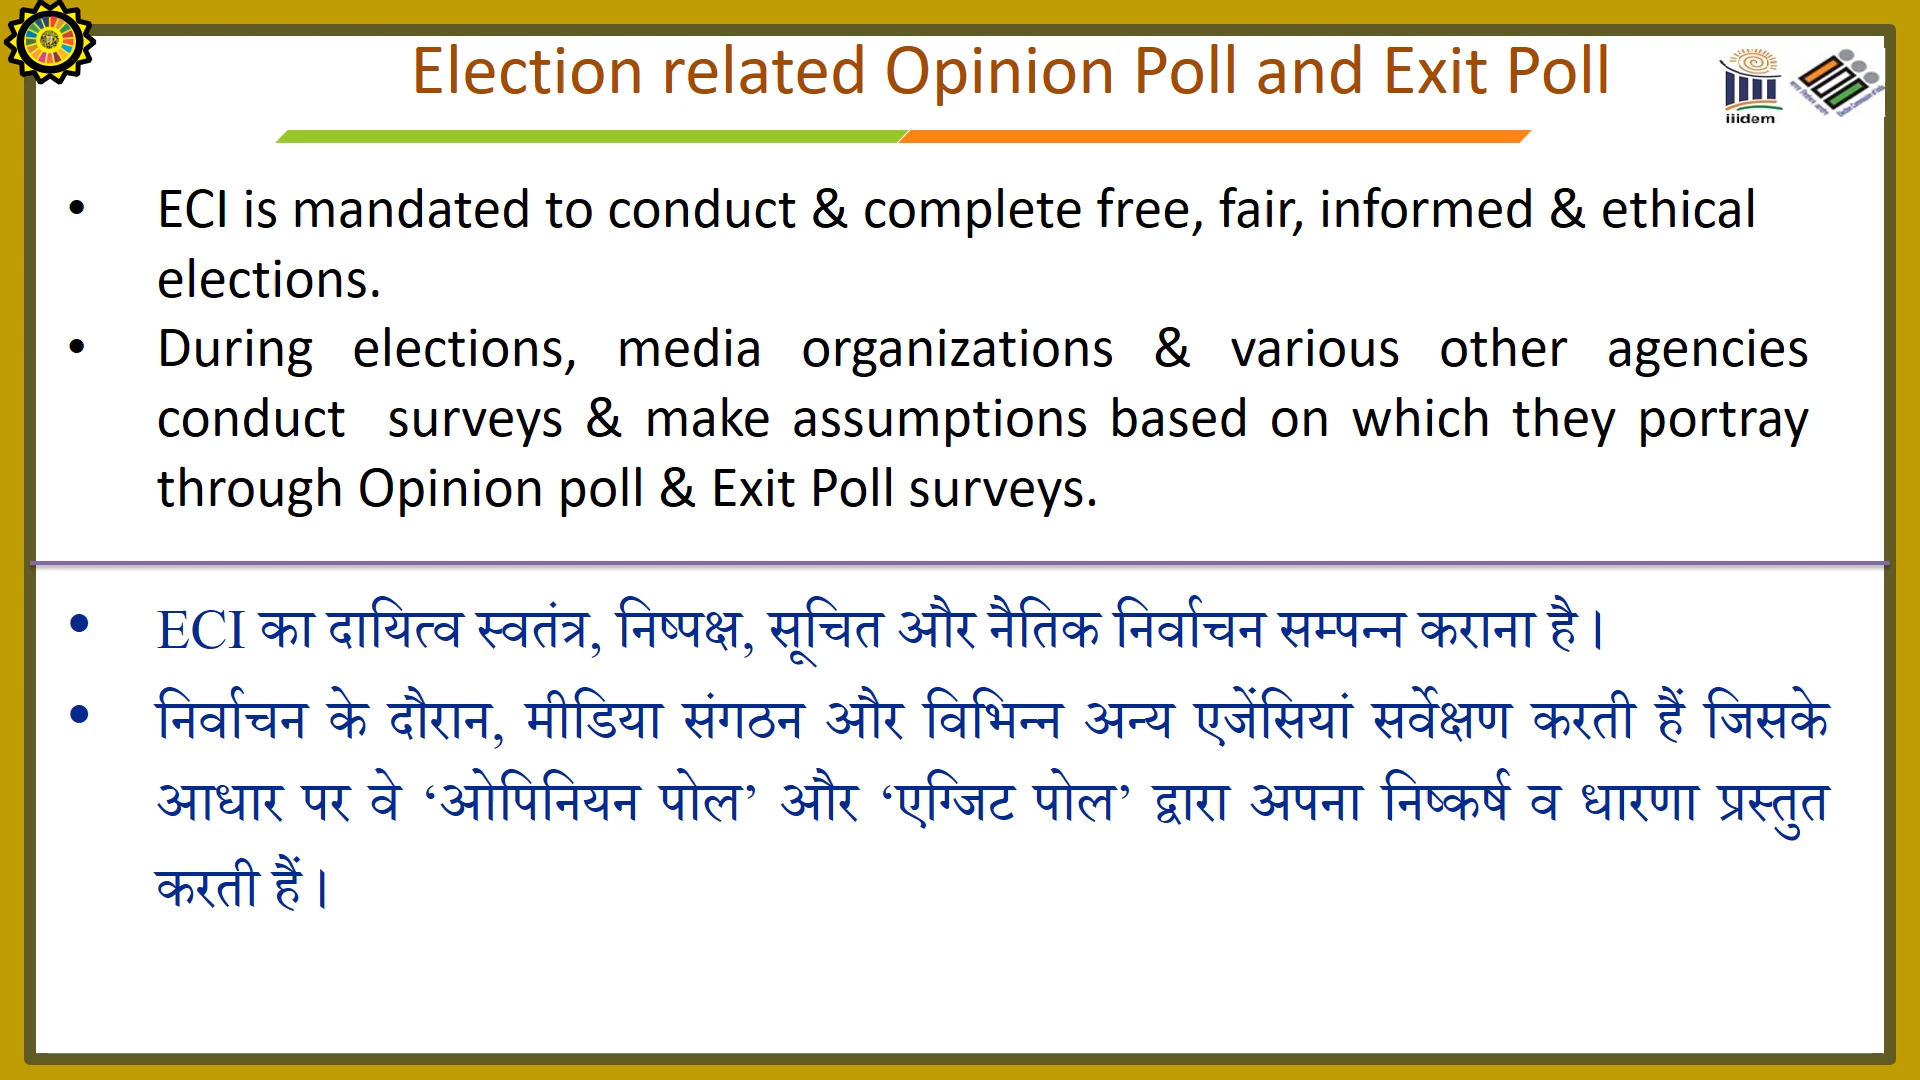 Election related Opinion Poll and Exit Poll
iiidem
• ECI is mandated to conduct & complete free, fair, informed & ethical
elections.
• During elections, media organizations & various other agencies
conduct surveys & make assumptions based on which they portray
through Opinion poll & Exit Poll surveys.
• ECI का दायित्व स्वतंत्र, निष्पक्ष, सूचित और नैतिक निर्वाचन सम्पन्न कराना है।
• निर्वाचन के दौरान, मीडिया संगठन और विभिन्न अन्य एजेंसियां सर्वेक्षण करती हैं जिसके
आधार पर वे ‘ओपिनियन पोल’ और ‘एग्जिट पोल’ द्वारा अपना निष्कर्ष व धारणा प्रस्तुत
करती हैं।